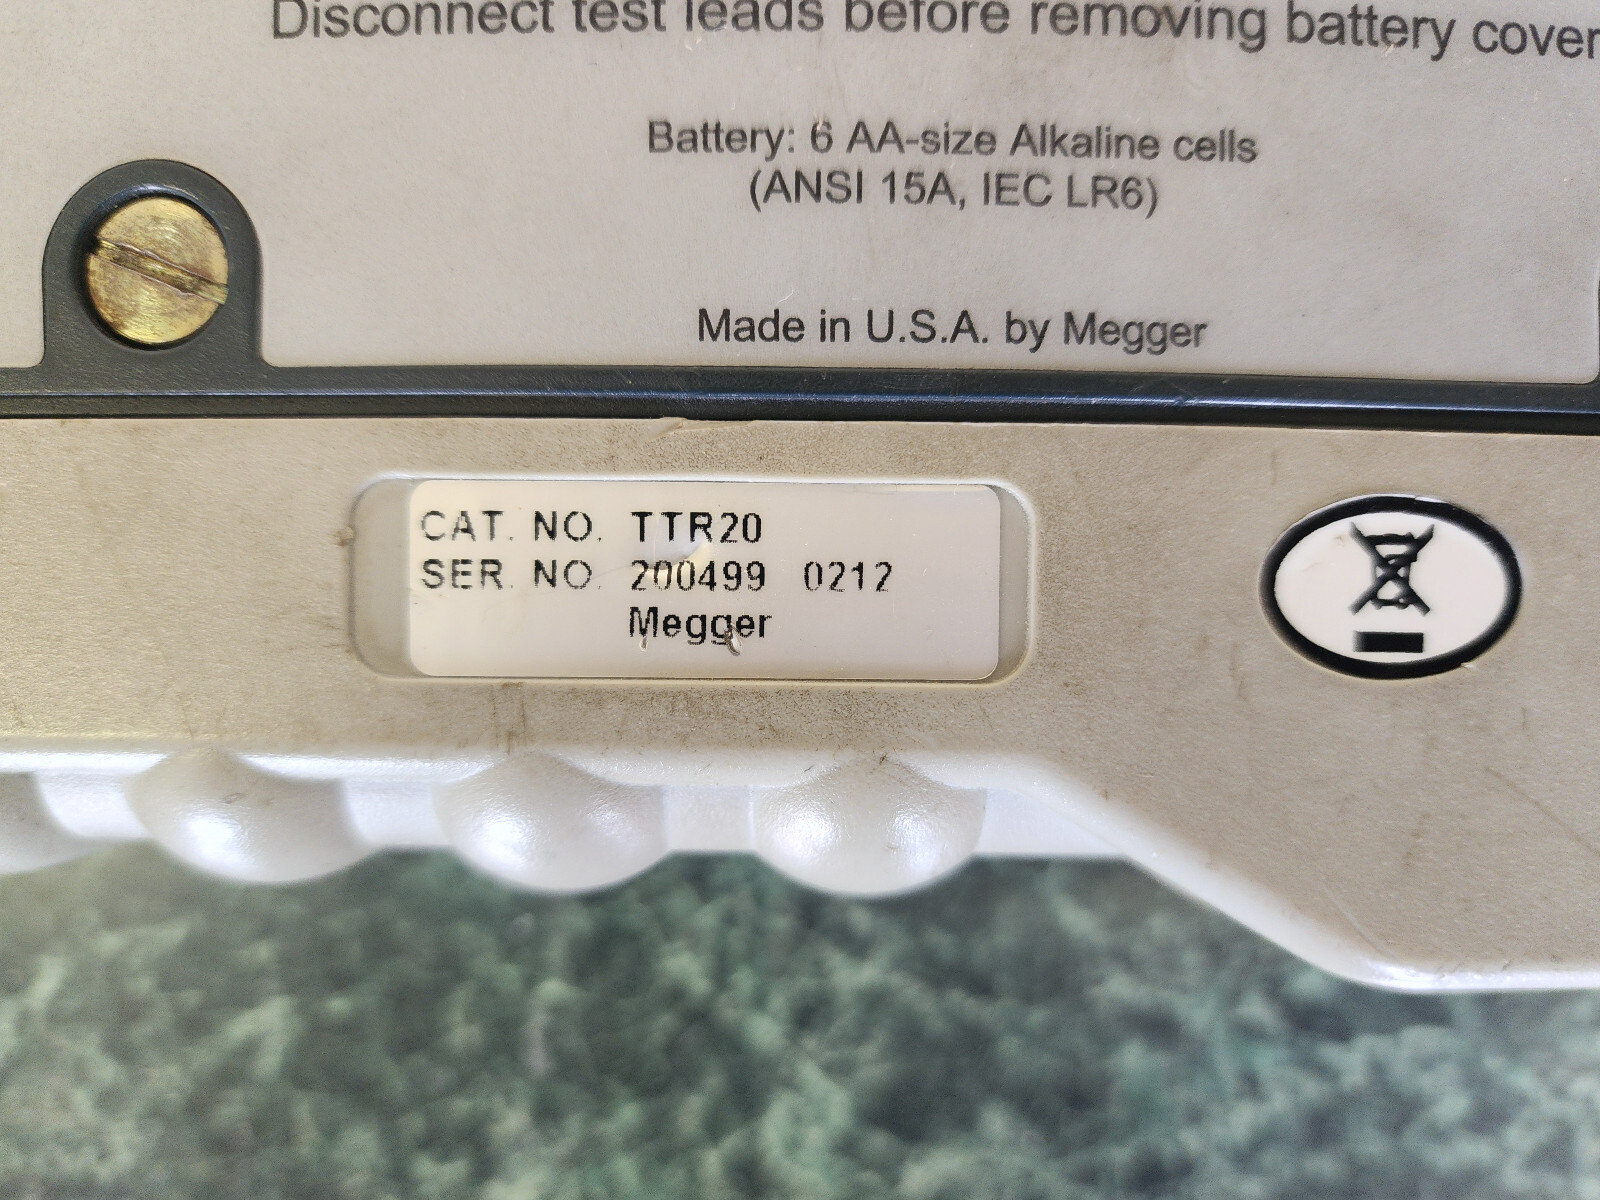 Disconnect test leads before removing battery cover
Battery: 6 AA-size Alkaline cells
(ANSI 15A, IEC LR6)
Made in U.S.A. by Megger
CAT. NO. TTR20
SER. NO. 200499 0212
Megger